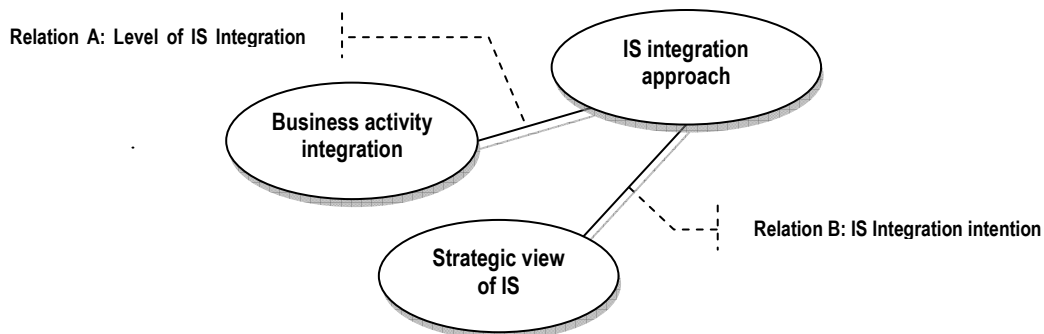 Relation A: Level of IS Integration
IS integration
approach
Business activity
integration
Relation B: IS Integration intention
Strategic view
of IS